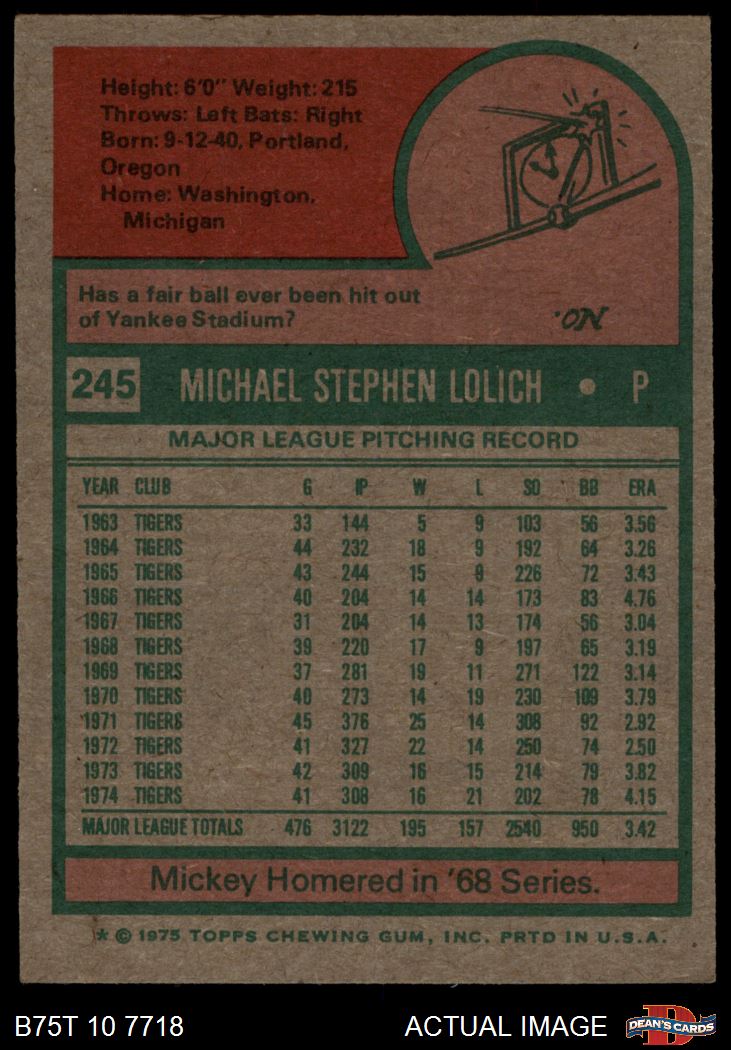 Height: 6'0" Weight: 215
Throws: Left Bats: Right
Born: 9-12-40, Portland,
Oregon
Home: Washington,
Michigan
Has a fair ball ever been hit out
of Yankee Stadium?
No.
245 MICHAEL STEPHEN LOLICH • P
MAJOR LEAGUE PITCHING RECORD
YEAR CLUB G IP W L SO BB ERA
1963 TIGERS 33 144 5 9 103 56 3.56
1964 TIGERS 44 232 18 9 192 64 3.26
1965 TIGERS 43 244 15 9 226 72 3.43
1966 TIGERS 40 204 14 14 173 83 4.76
1967 TIGERS 31 204 14 13 174 56 3.04
1968 TIGERS 39 220 17 9 197 65 3.19
1969 TIGERS 37 281 19 11 271 122 3.14
1970 TIGERS 40 273 14 19 230 109 3.79
1971 TIGERS 45 376 25 14 308 92 2.92
1972 TIGERS 41 327 22 14 250 74 2.50
1973 TIGERS 42 309 16 15 214 79 3.82
1974 TIGERS 41 308 16 21 202 78 4.15
MAJOR LEAGUE TOTALS 476 3122 195 157 2540 950 3.42
Mickey Homered in '68 Series.
* © 1975 TOPPS CHEWING GUM, INC. PRTD IN U.S.A.
B75T 10 7718 ACTUAL IMAGE DEAN'S CARDS